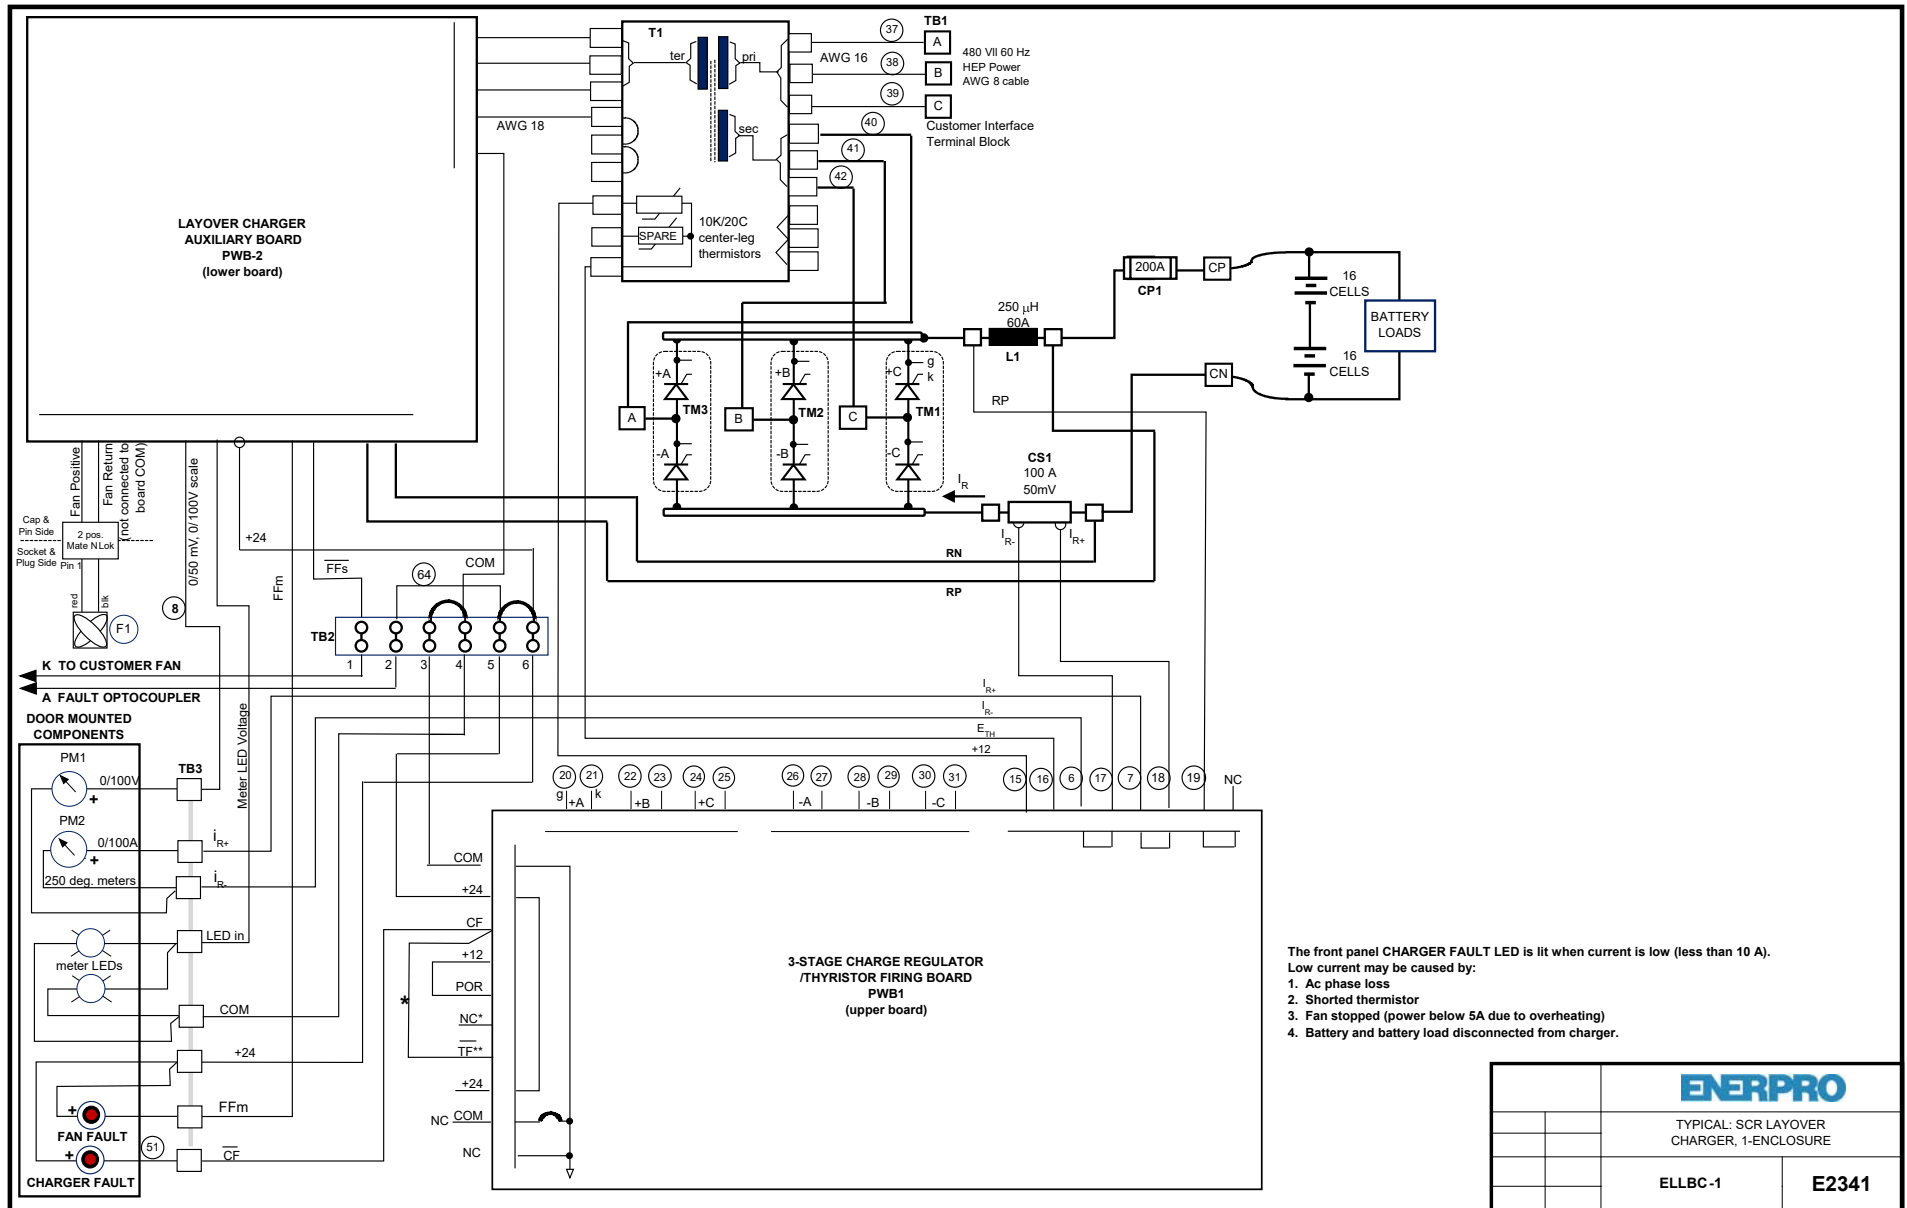 T1
ter
pri
sec
AWG 16
AWG 18
37
38
39
40
41
42
TB1
A
B
C
480 Vll 60 Hz
HEP Power
AWG 8 cable
Customer Interface
Terminal Block
LAYOVER CHARGER
AUXILIARY BOARD
PWB-2
(lower board)
SPARE
10K/20C
center-leg
thermistors
200A
CP1
CP
16
CELLS
16
CELLS
BATTERY
LOADS
CN
250 µH
60A
L1
RP
+A
TM3
-A
+B
TM2
-B
+C
g
k
TM1
-C
A
B
C
CS1
100 A
50mV
IR
IR-
IR+
RN
RP
Fan Positive
Fan Return
(not connected to
board COM)
0/50 mV, 0/100V scale
Cap &
Pin Side
Socket &
Plug Side
2 pos.
Mate N Lok
Pin 1
red
blk
F1
8
+24
FFs
FFm
64
COM
TB2
1
2
3
4
5
6
K TO CUSTOMER FAN
A FAULT OPTOCOUPLER
Meter LED Voltage
DOOR MOUNTED
COMPONENTS
PM1
0/100V
+
PM2
0/100A
+
250 deg. meters
TB3
iR+
iR-
LED in
meter LEDs
COM
+24
FFm
+
FAN FAULT
51
+
CF
CHARGER FAULT
IR+
IR-
ETH
+12
20
21
22
23
24
25
26
27
28
29
30
31
15
16
6
17
7
18
19
NC
g
+A
k
+B
+C
-A
-B
-C
COM
+24
CF
+12
POR
*
NC*
TF**
+24
NC COM
NC
3-STAGE CHARGE REGULATOR
/THYRISTOR FIRING BOARD
PWB1
(upper board)
The front panel CHARGER FAULT LED is lit when current is low (less than 10 A).
Low current may be caused by:
1. Ac phase loss
2. Shorted thermistor
3. Fan stopped (power below 5A due to overheating)
4. Battery and battery load disconnected from charger.
ENERPRO
TYPICAL: SCR LAYOVER
CHARGER, 1-ENCLOSURE
ELLBC-1
E2341